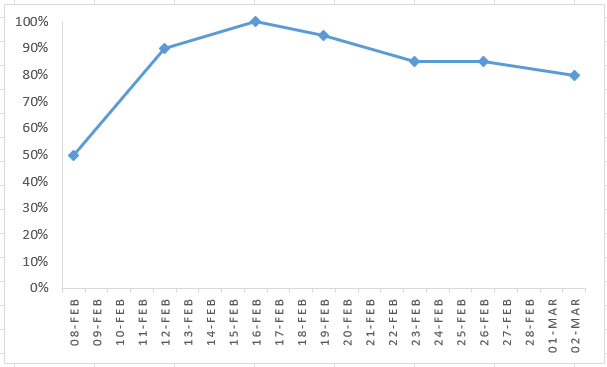 100%
90%
80%
70%
60%
50%
40%
30%
20%
10%
0%
08-FEB
09-FEB
10-FEB
11-FEB
12-FEB
13-FEB
14-FEB
15-FEB
16-FEB
17-FEB
18-FEB
19-FEB
20-FEB
21-FEB
22-FEB
23-FEB
24-FEB
25-FEB
26-FEB
27-FEB
28-FEB
01-MAR
02-MAR